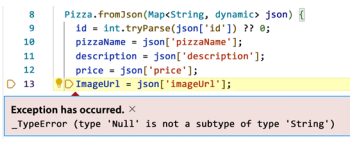 8 Pizza.fromJson(Map<String, dynamic> json) {
9 id = int.tryParse(json['id']) ?? 0;
10 pizzaName = json['pizzaName'];
11 description = json['description'];
12 price = json['price'];
13 ImageUrl = json['imageUrl'];
Exception has occurred. ×
_TypeError (type 'Null' is not a subtype of type 'String')